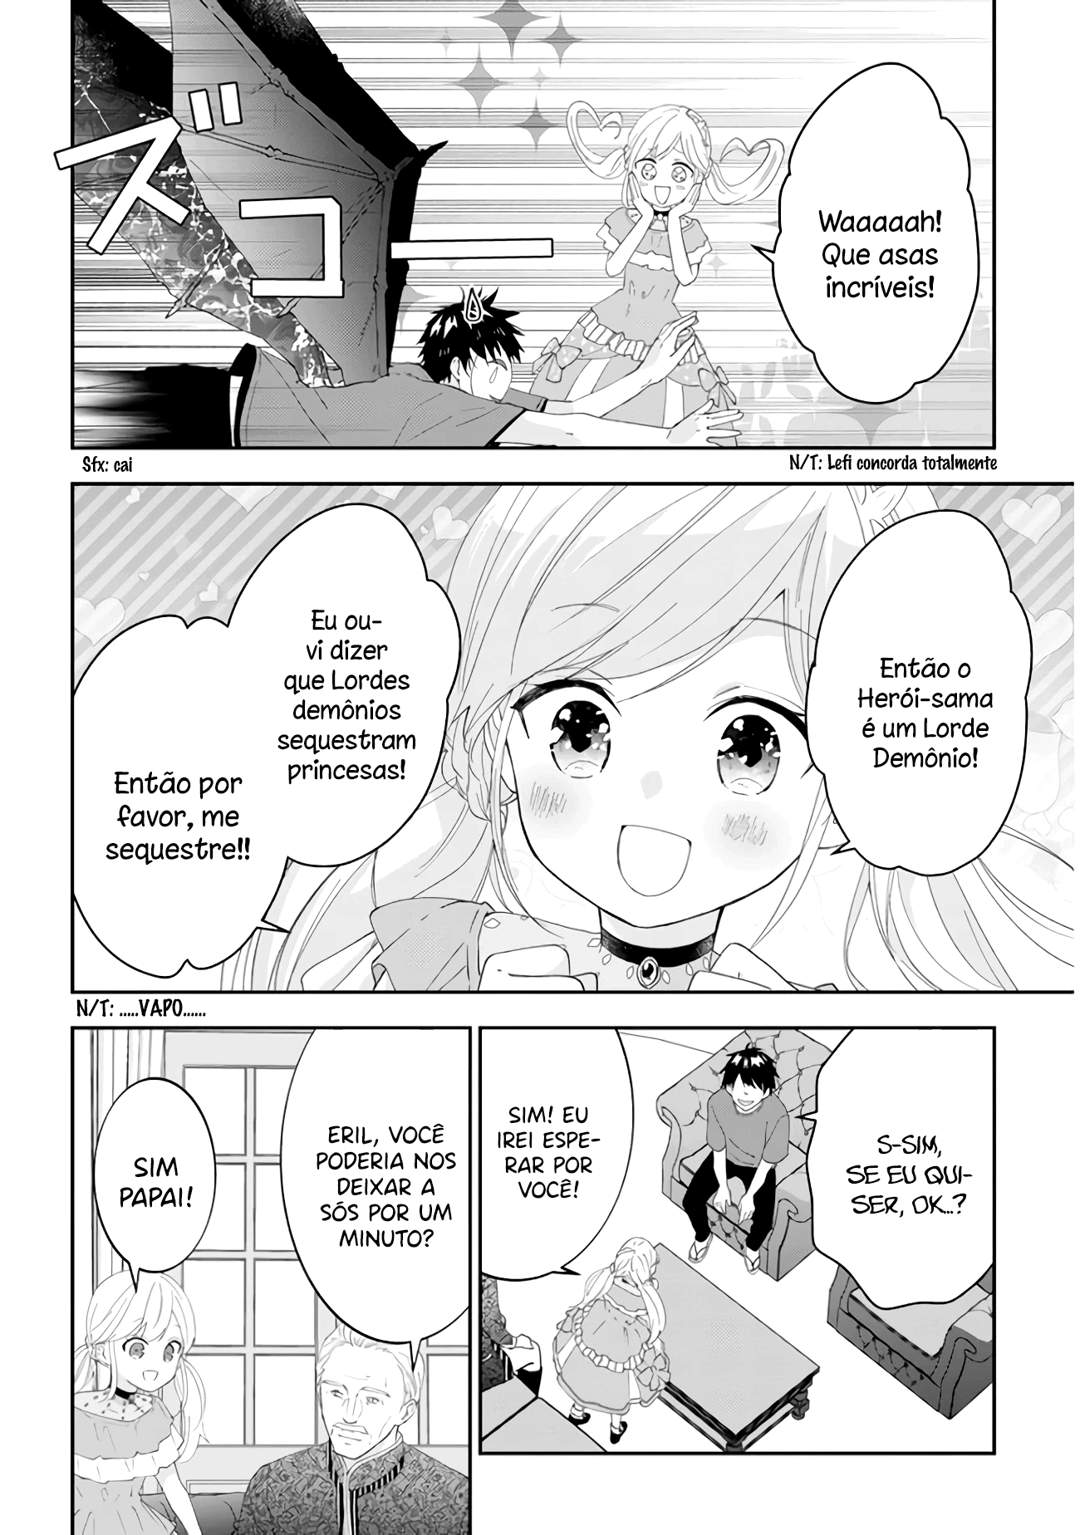 Waaaaah!
Que asas
incríveis!
ズコー
Sfx: cai
N/T: Lefi concorda totalmente
Então o
Herói-sama
é um Lorde
Demônio!
Eu ou-
vi dizer
que Lordes
demônios
sequestram
princesas!
Então por
favor, me
sequestre!!
N/T: .....VAPO......
S-SIM,
SE EU QUI-
SER, OK...?
SIM! EU
IREI ESPE-
RAR POR
VOCÊ!
ERIL, VOCÊ
PODERIA NOS
DEIXAR A
SÓS POR UM
MINUTO?
SIM
PAPAI!